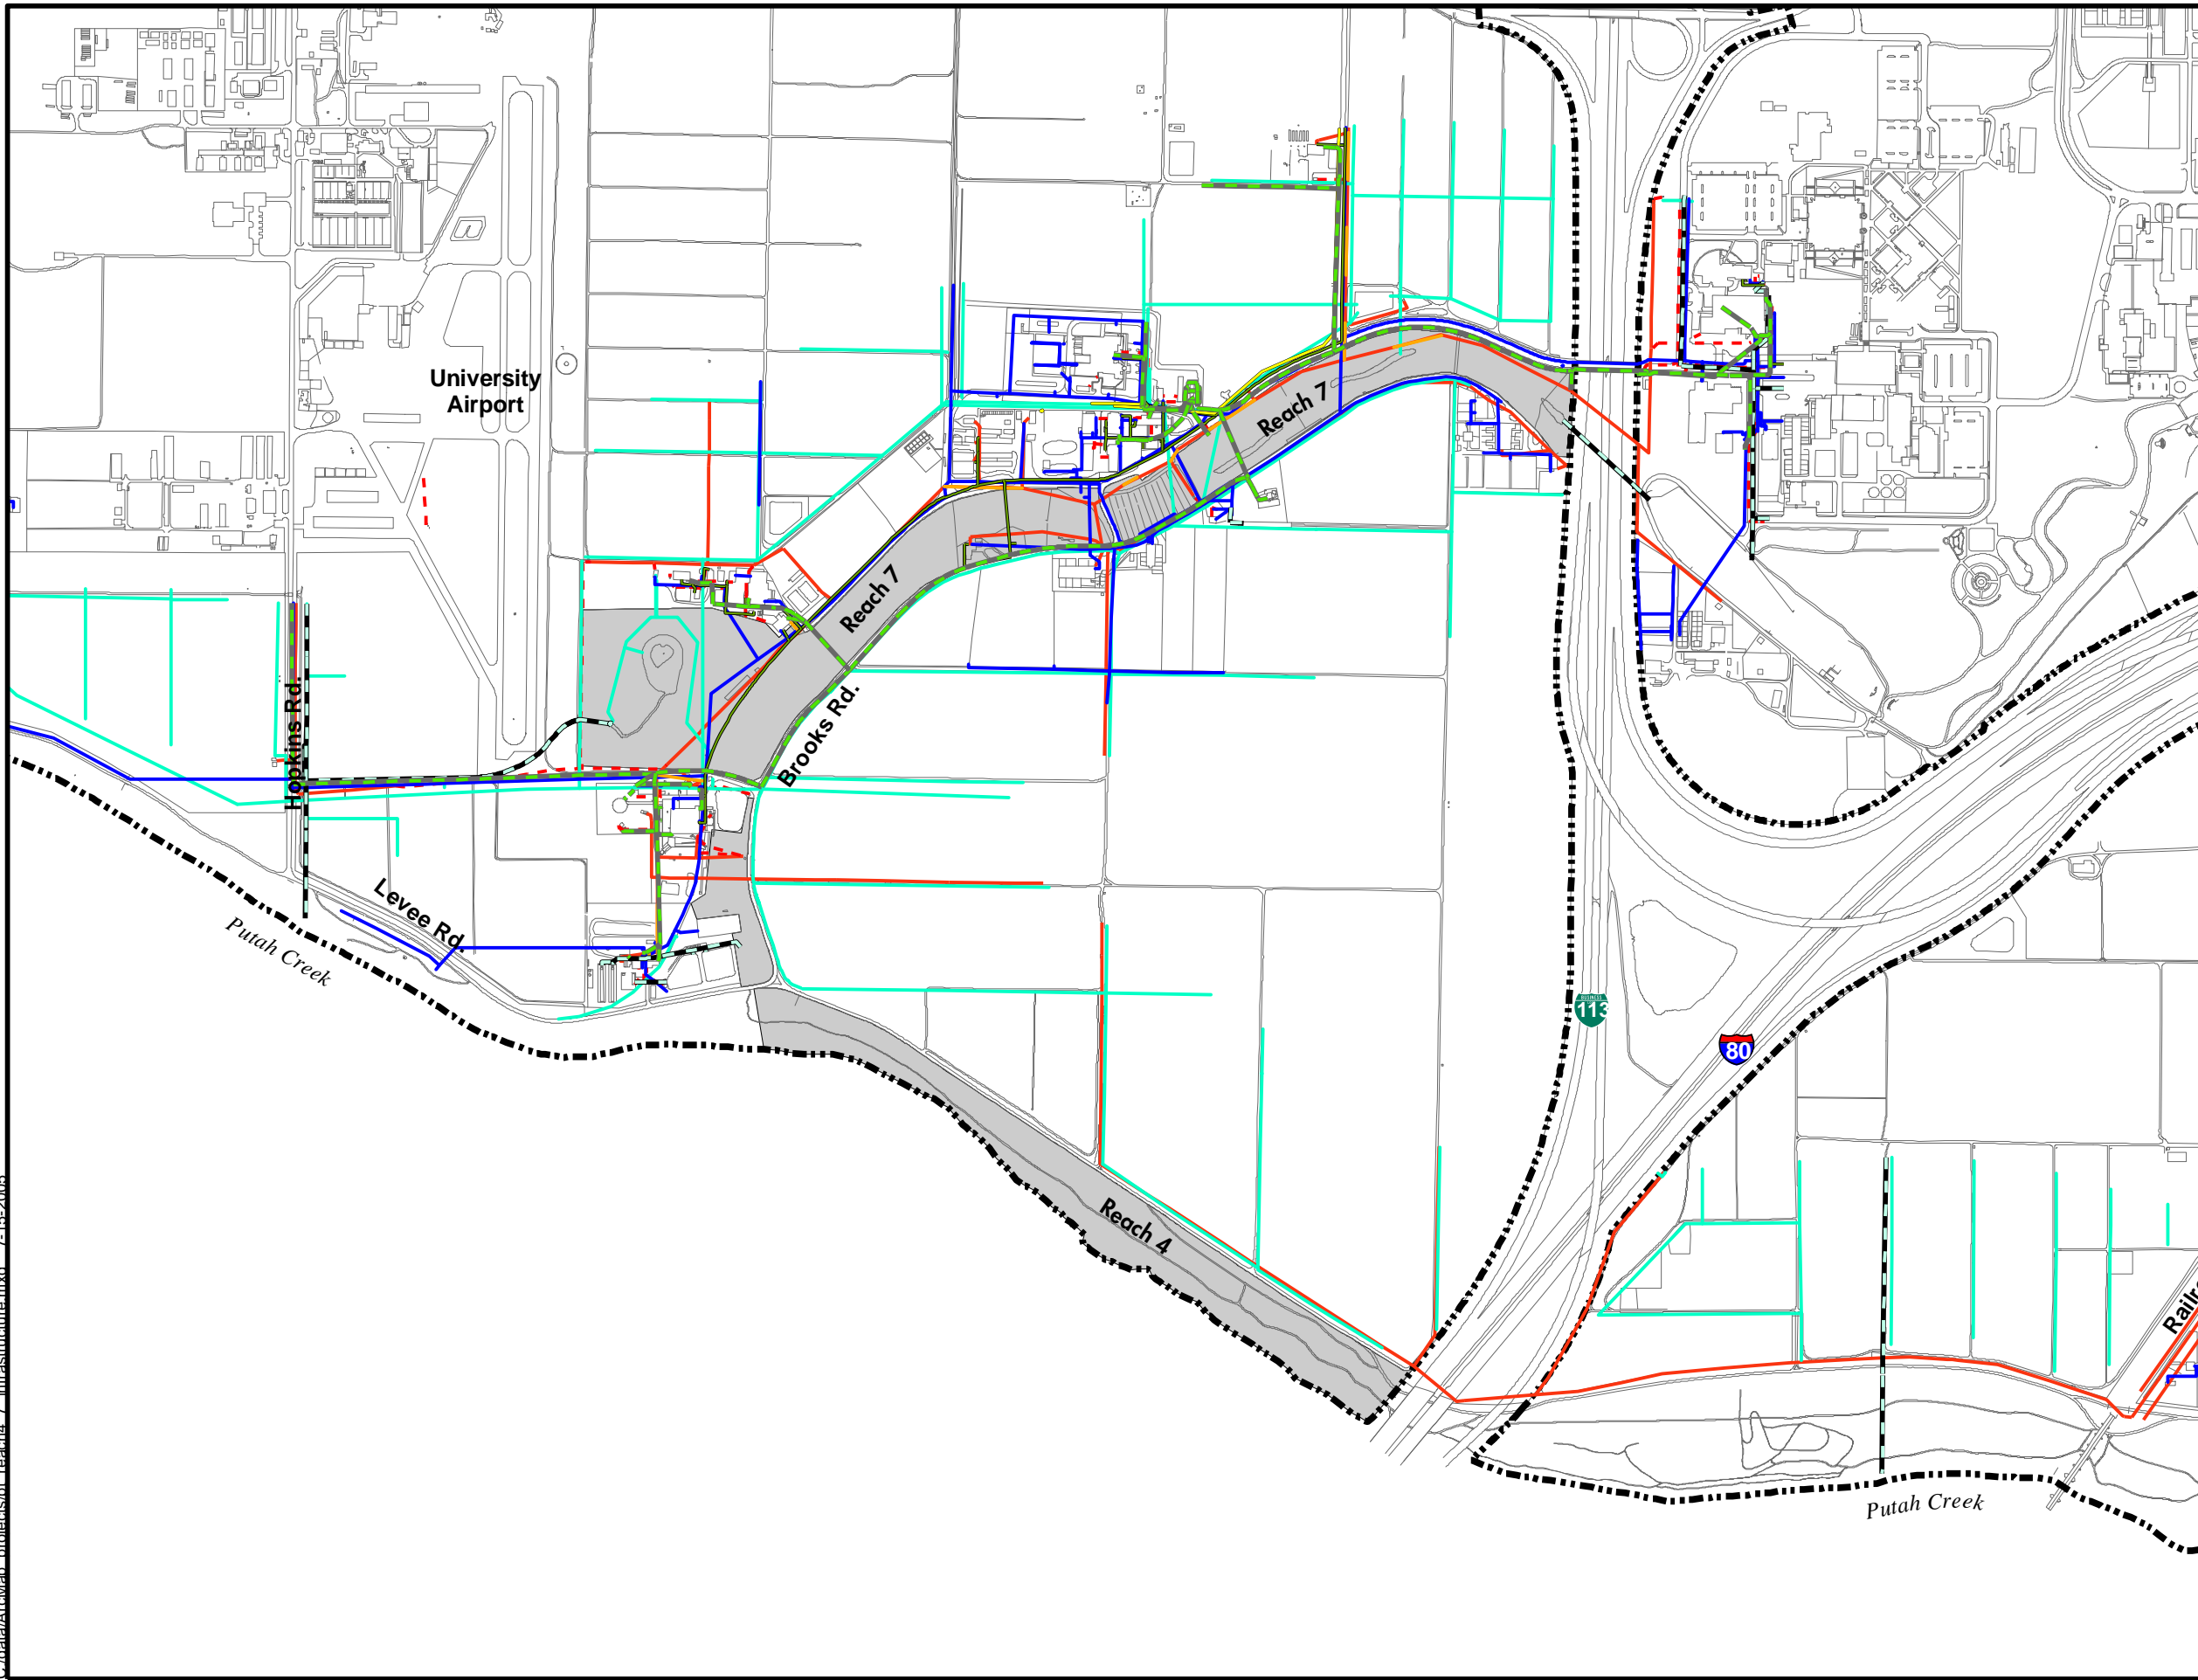 University
Airport
Reach 7
Reach 7
Hopkins Rd.
Brooks Rd.
Levee Rd.
Putah Creek
BUSINESS
113
80
Reach 4
Putah Creek